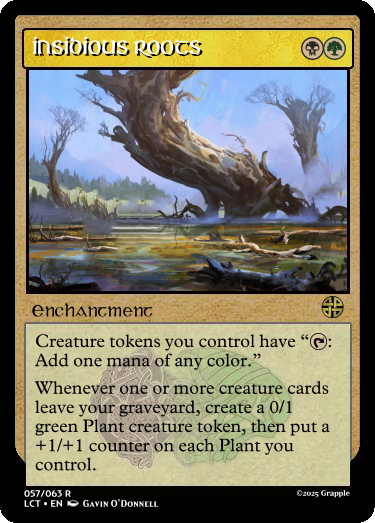 Insidious Roots
Enchantment
Creature tokens you control have “:
Add one mana of any color.”
Whenever one or more creature cards
leave your graveyard, create a 0/1
green Plant creature token, then put a
+1/+1 counter on each Plant you
control.
057/063 R
LCT • EN Gavin O’Donnell
©2025 Grapple